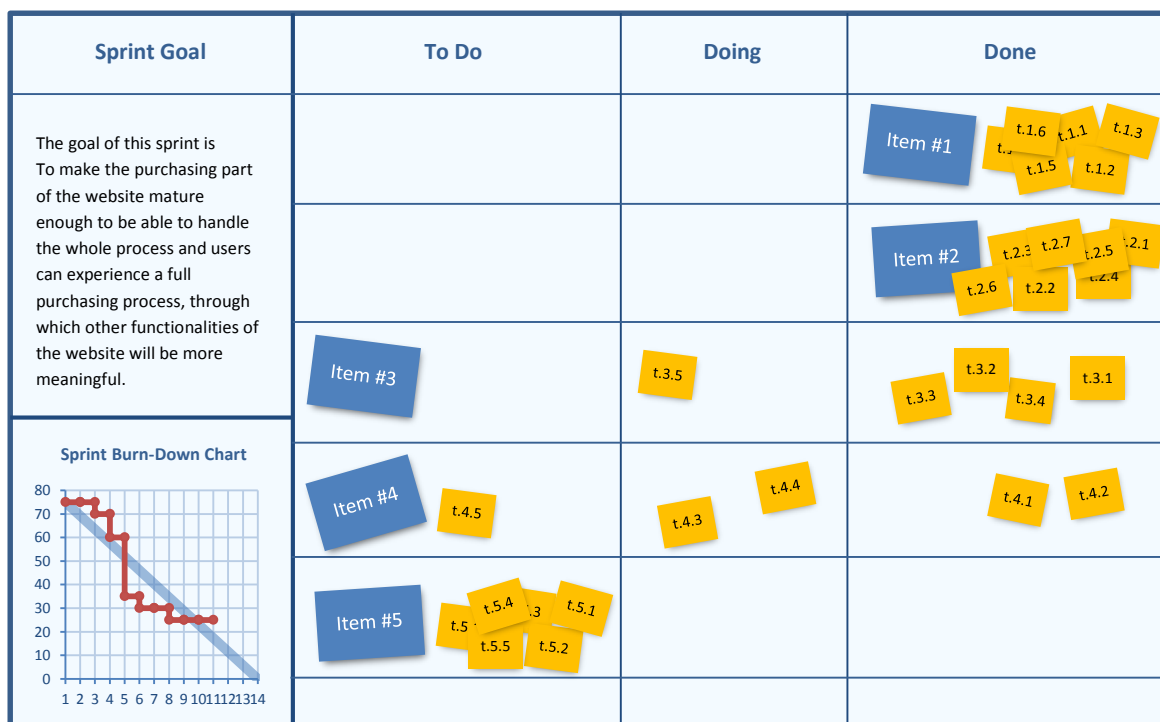 Sprint Goal
To Do
Doing
Done
The goal of this sprint is
To make the purchasing part
of the website mature
enough to be able to handle
the whole process and users
can experience a full
purchasing process, through
which other functionalities of
the website will be more
meaningful.
Item #1
t.1.6
t.1.1
t.1.3
t.1.5
t.1.2
Item #2
t.2.3
t.2.7
t.2.5
t.2.1
t.2.6
t.2.2
t.2.4
Item #3
t.3.5
t.3.3
t.3.2
t.3.4
t.3.1
Item #4
t.4.5
t.4.3
t.4.4
t.4.1
t.4.2
Item #5
t.5.4
t.5.1
t.5.5
t.5.2
Sprint Burn-Down Chart
80
70
60
50
40
30
20
10
0
1 2 3 4 5 6 7 8 9 10 11 12 13 14